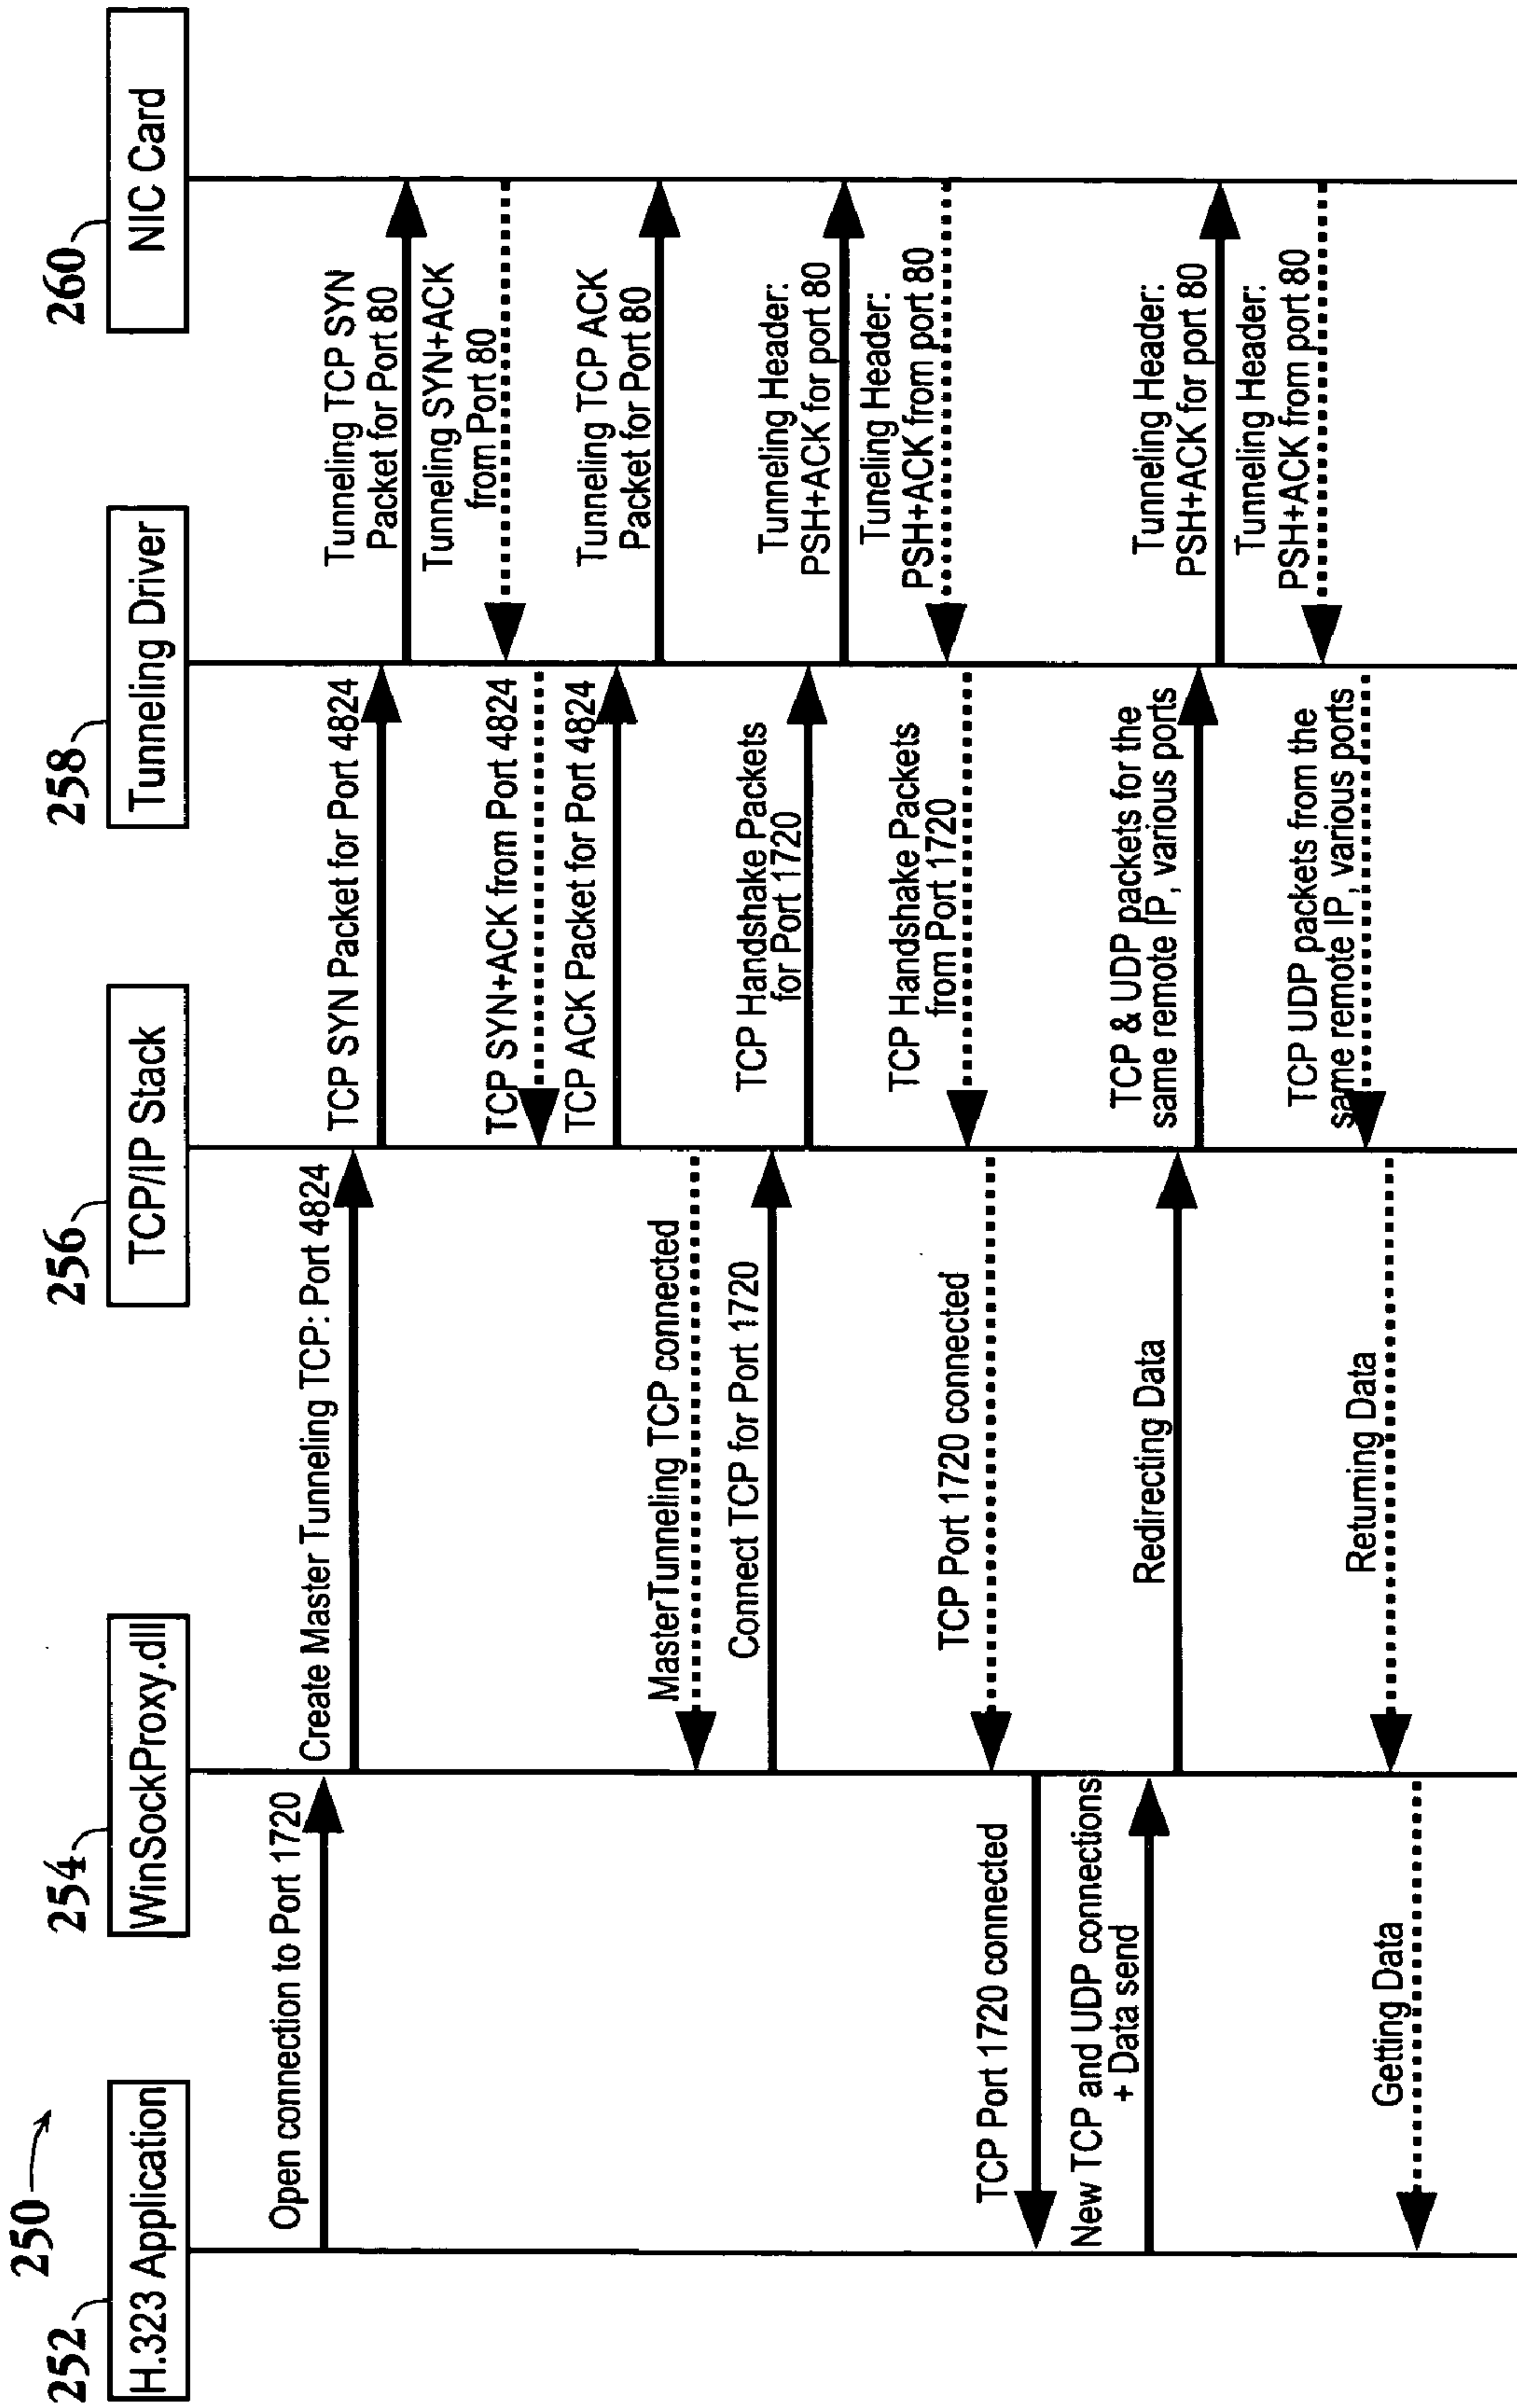 250
252
H.323 Application
254
WinSockProxy.dll
256
TCP/IP Stack
258
Tunneling Driver
260
NIC Card
Open connection to Port 1720
Create Master Tunneling TCP: Port 4824
TCP SYN Packet for Port 4824
Tunneling TCP SYN
Packet for Port 80
Tunneling SYN+ACK
from Port 80
TCP SYN+ACK from Port 4824
TCP ACK Packet for Port 4824
Tunneling TCP ACK
Packet for Port 80
MasterTunneling TCP connected
Connect TCP for Port 1720
TCP Handshake Packets
for Port 1720
Tunneling Header:
PSH+ACK for port 80
Tuneling Header:
PSH+ACK from port 80
TCP Handshake Packets
from Port 1720
TCP Port 1720 connected
TCP Port 1720 connected
New TCP and UDP connections
+ Data send
Redirecting Data
TCP & UDP packets for the
same remote IP, various ports
Tunneling Header:
PSH+ACK for port 80
Tunneling Header:
PSH+ACK from port 80
TCP UDP packets from the
same remote IP, various ports
Returning Data
Getting Data